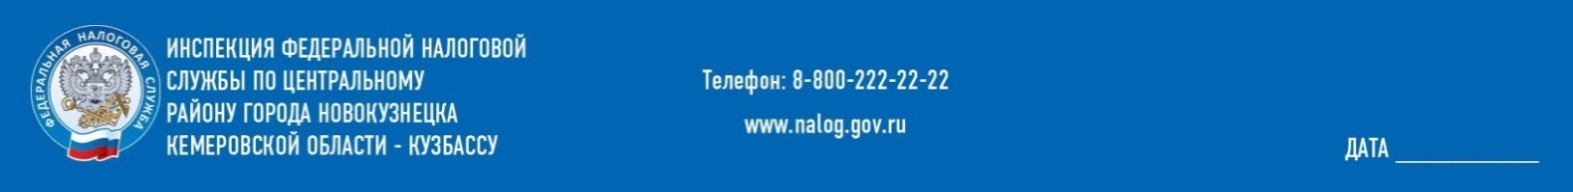 ФЕДЕРАЛЬНАЯ НАЛОГОВАЯ СЛУЖБА
ИНСПЕКЦИЯ ФЕДЕРАЛЬНОЙ НАЛОГОВОЙ
СЛУЖБЫ ПО ЦЕНТРАЛЬНОМУ
РАЙОНУ ГОРОДА НОВОКУЗНЕЦКА
КЕМЕРОВСКОЙ ОБЛАСТИ - КУЗБАССУ
Телефон: 8-800-222-22-22
www.nalog.gov.ru
ДАТА ____________